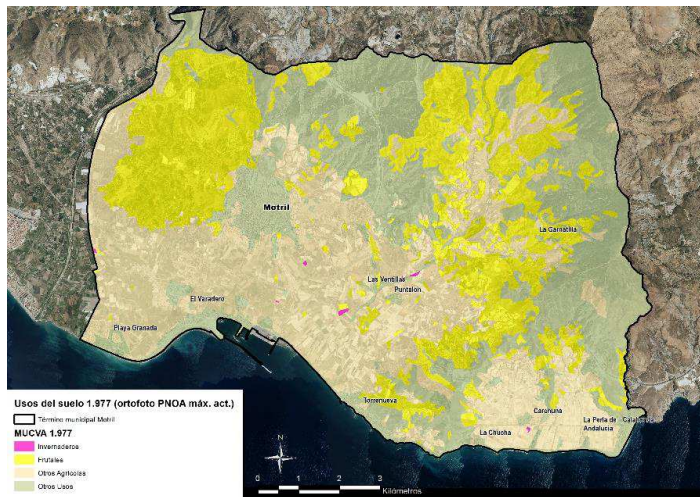 Motril
La Garnatilla
Las Ventillas
Puntalón
El Varadero
Playa Granada
Torrenueva
Carchuna
La Chucha
La Perla de
Andalucía
Usos del suelo 1.977 (ortofoto PNOA máx. act.)
Término municipal Motril
MUCVA 1.977
Invernaderos
Frutales
Otros Agrícolas
Otros Usos
N
0 0,5 1 2 3
Kilómetros